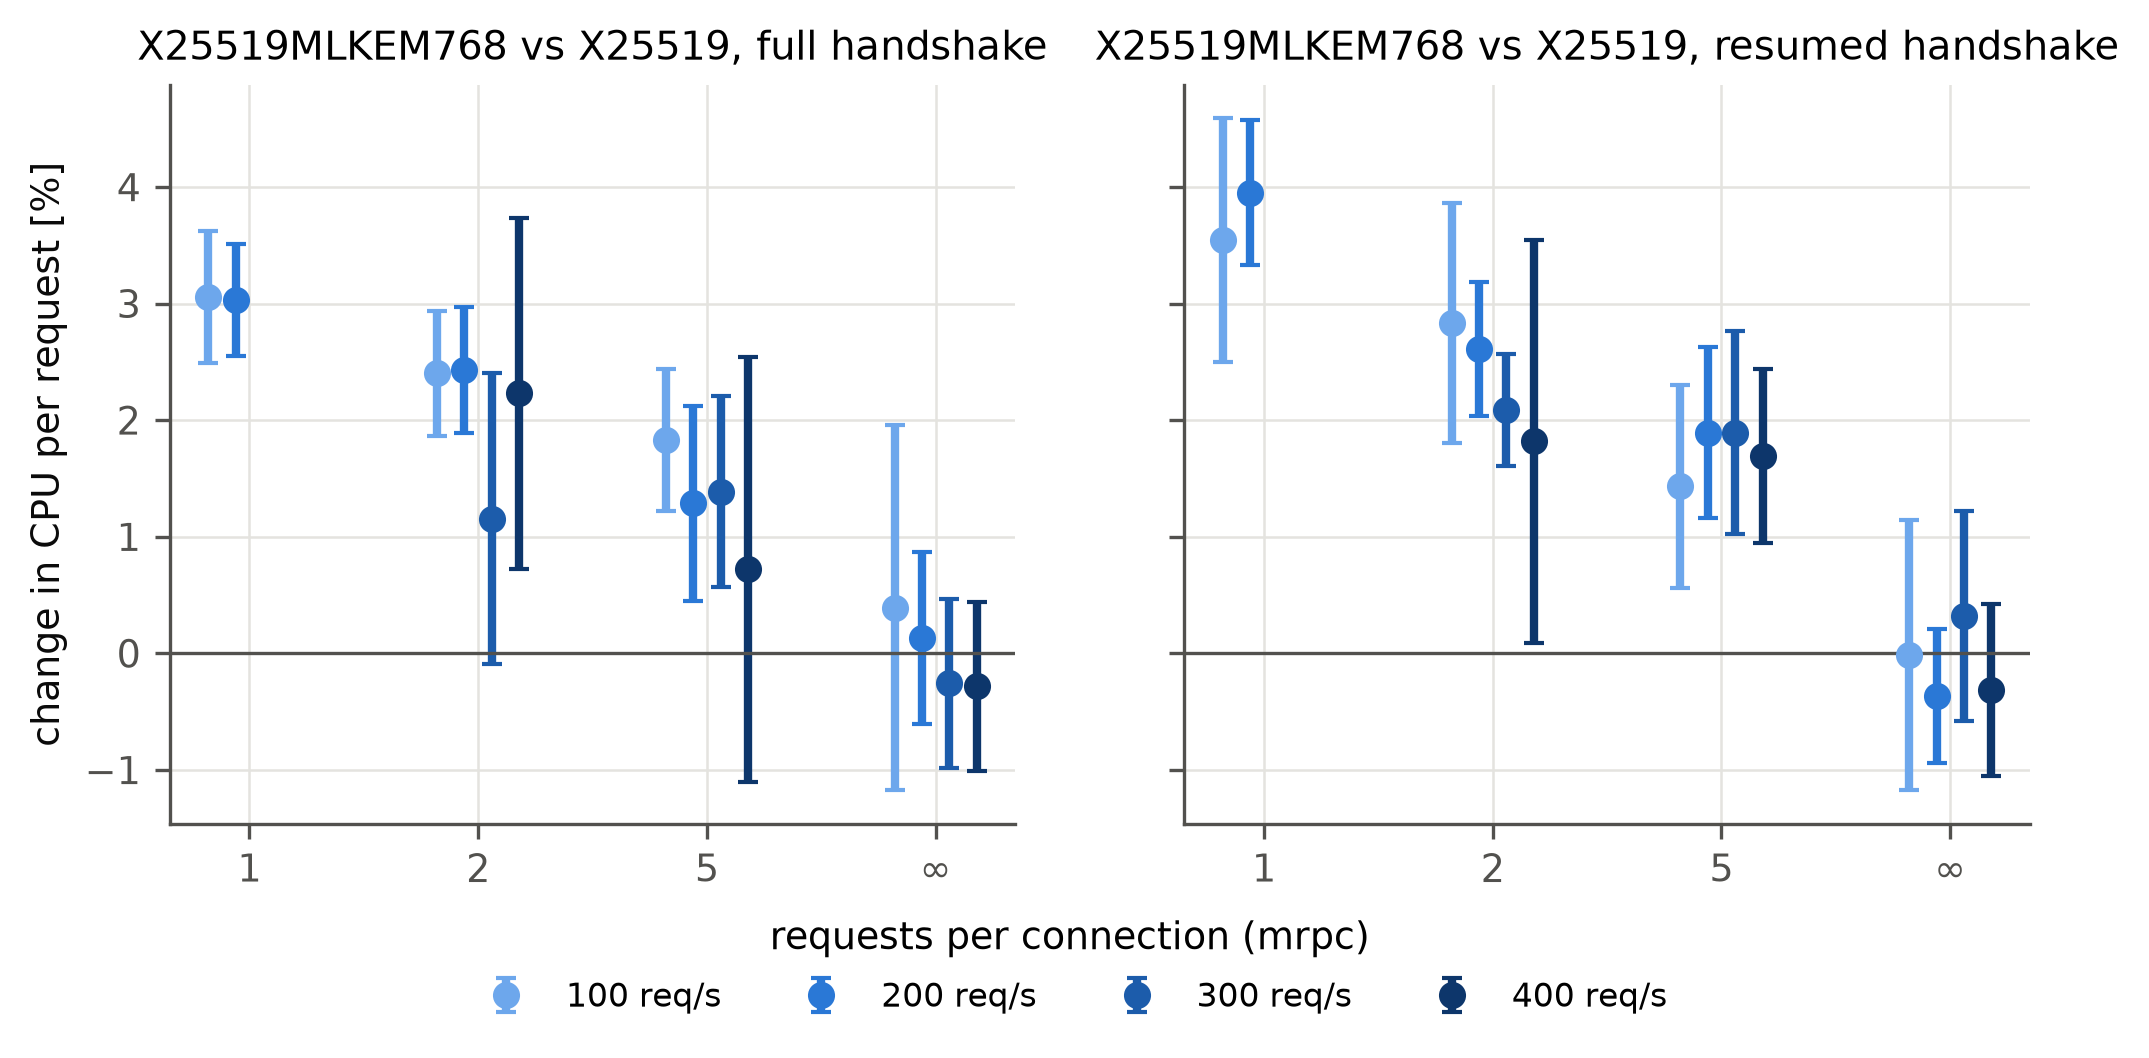 X25519MLKEM768 vs X25519, full handshake
X25519MLKEM768 vs X25519, resumed handshake
change in CPU per request [%]
4
3
2
1
0
−1
1 2 5 ∞
1 2 5 ∞
requests per connection (mrpc)
100 req/s 200 req/s 300 req/s 400 req/s